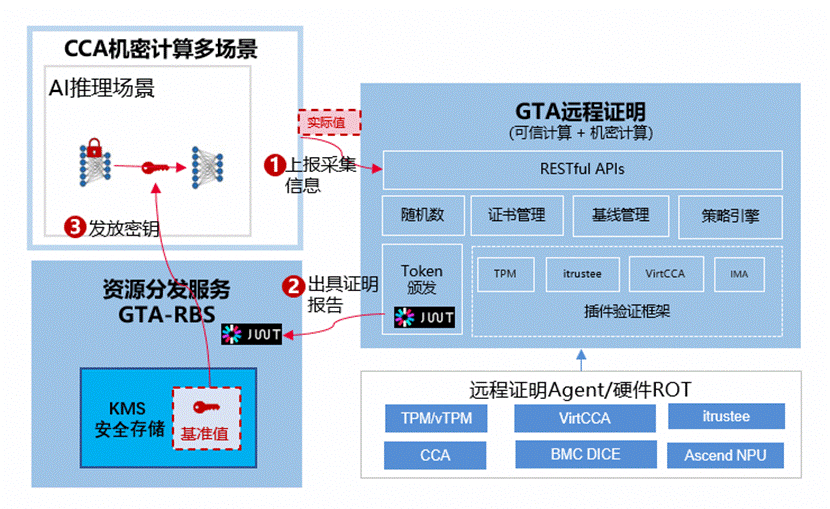 CCA机密计算多场景
AI推理场景
实际值
1上报采集
信息
3发放密钥
GTA远程证明
(可信计算 + 机密计算)
RESTful APIs
随机数
证书管理
基线管理
策略引擎
Token
颁发
JWT
TPM
itrustee
VirtCCA
IMA
插件验证框架
2出具证明
报告
资源分发服务
GTA-RBS
JWT
KMS
安全存储
基准值
远程证明Agent/硬件ROT
TPM/vTPM
VirtCCA
itrustee
CCA
BMC DICE
Ascend NPU